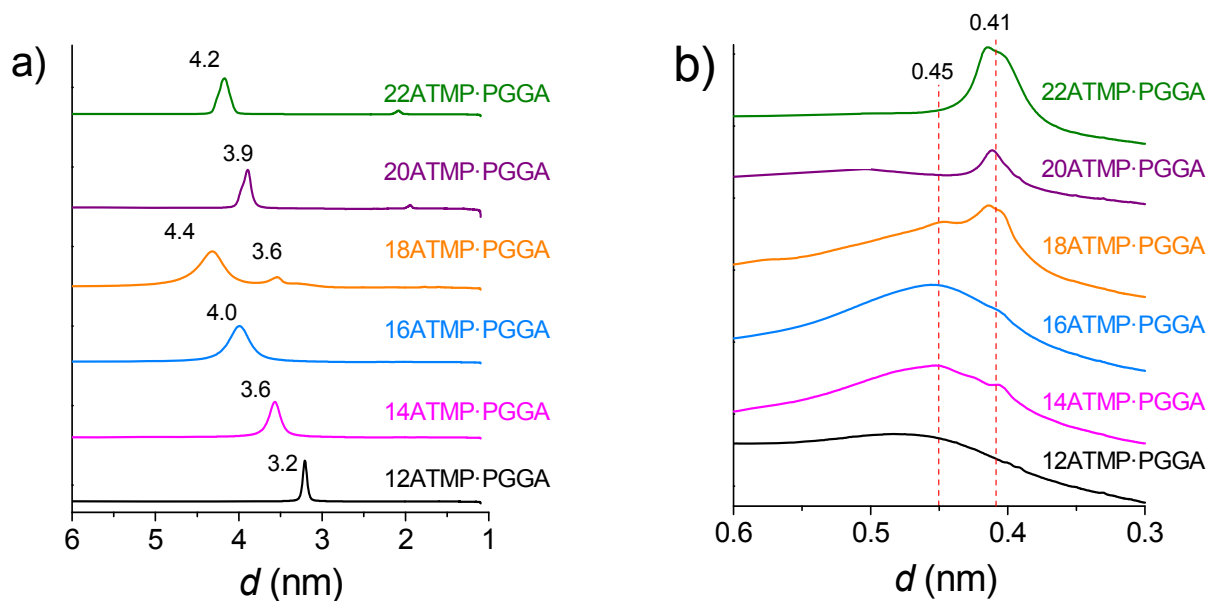 a)
4.2
22ATMP·PGGA
3.9
20ATMP·PGGA
4.4
3.6
18ATMP·PGGA
4.0
16ATMP·PGGA
3.6
14ATMP·PGGA
3.2
12ATMP·PGGA
6 5 4 3 2 1
d (nm)
b)
0.41
0.45
22ATMP·PGGA
20ATMP·PGGA
18ATMP·PGGA
16ATMP·PGGA
14ATMP·PGGA
12ATMP·PGGA
0.6 0.5 0.4 0.3
d (nm)